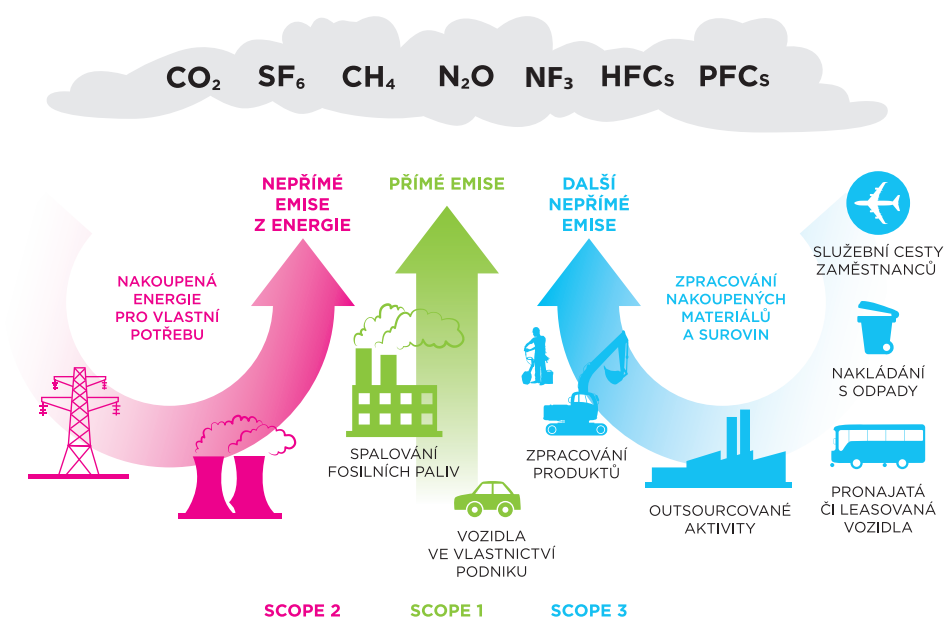 CO₂ SF₆ CH₄ N₂O NF₃ HFCs PFCs
NEPŘÍMÉ
EMISE
Z ENERGIE
PŘÍMÉ EMISE
DALŠÍ
NEPŘÍMÉ
EMISE
NAKOUPENÁ
ENERGIE
PRO VLASTNÍ
POTŘEBU
SPALOVÁNÍ
FOSILNÍCH PALIV
VOZIDLA
VE VLASTNICTVÍ
PODNIKU
ZPRACOVÁNÍ
NAKOUPENÝCH
MATERIÁLŮ
A SUROVIN
ZPRACOVÁNÍ
PRODUKTŮ
OUTSOURCOVANÉ
AKTIVITY
SLUŽEBNÍ CESTY
ZAMĚSTNANCŮ
NAKLÁDÁNÍ
S ODPADY
PRONAJATÁ
ČI LEASOVANÁ
VOZIDLA
SCOPE 2
SCOPE 1
SCOPE 3